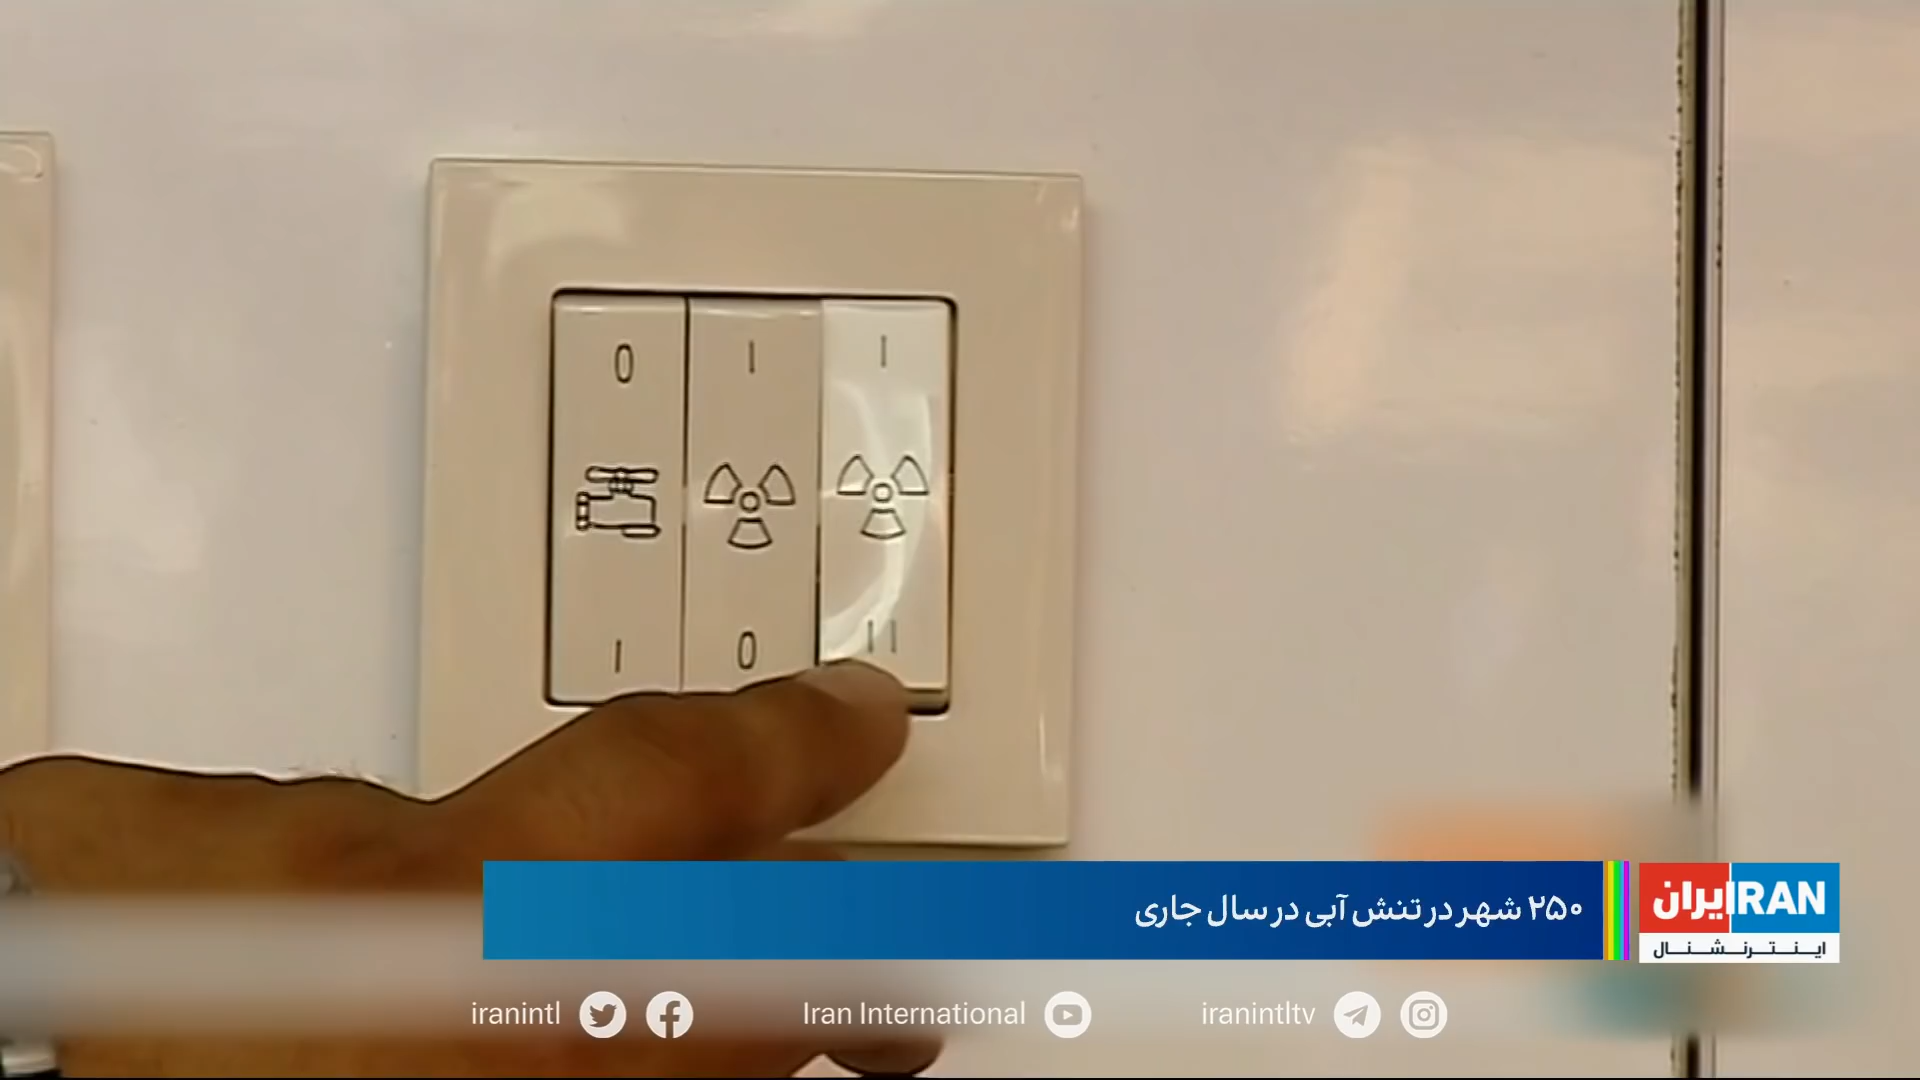 0 I I
I 0 II
۲۵۰ شهر در تنش آبی در سال جاری
ایران IRAN
اینترنشنال
iranintl
Iran International
iranintltv